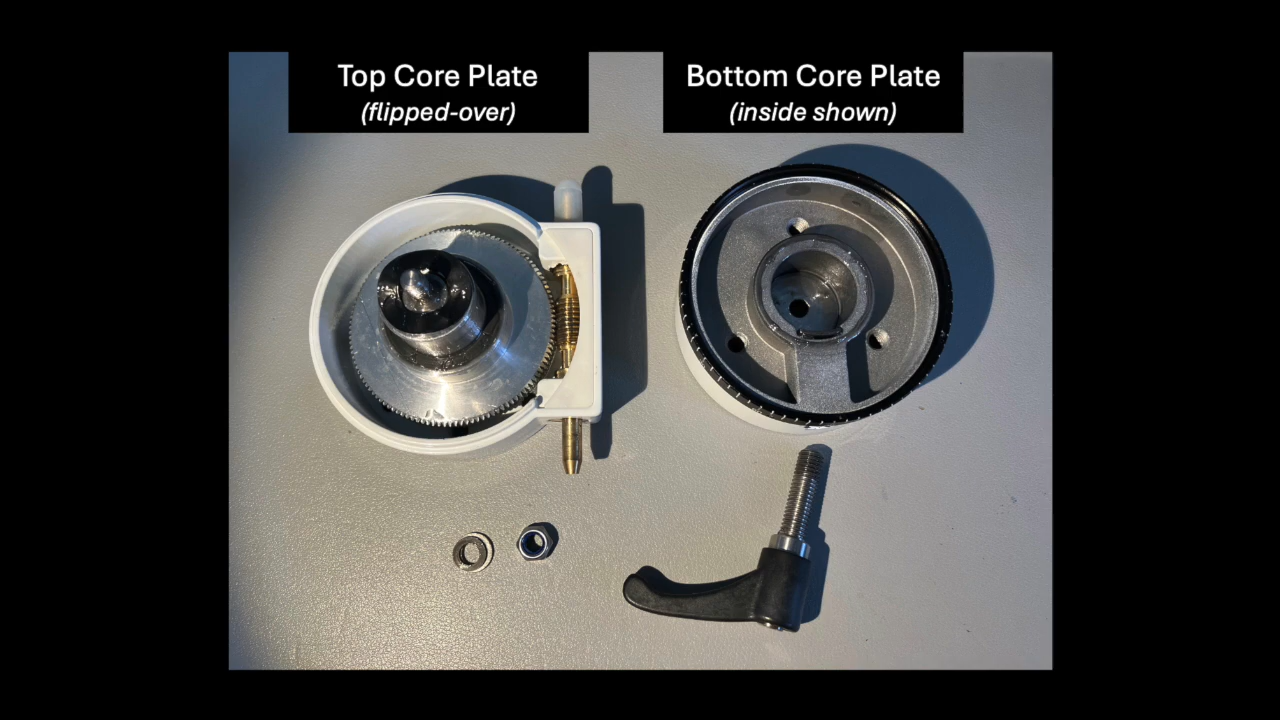 Top Core Plate
(flipped-over)
Bottom Core Plate
(inside shown)